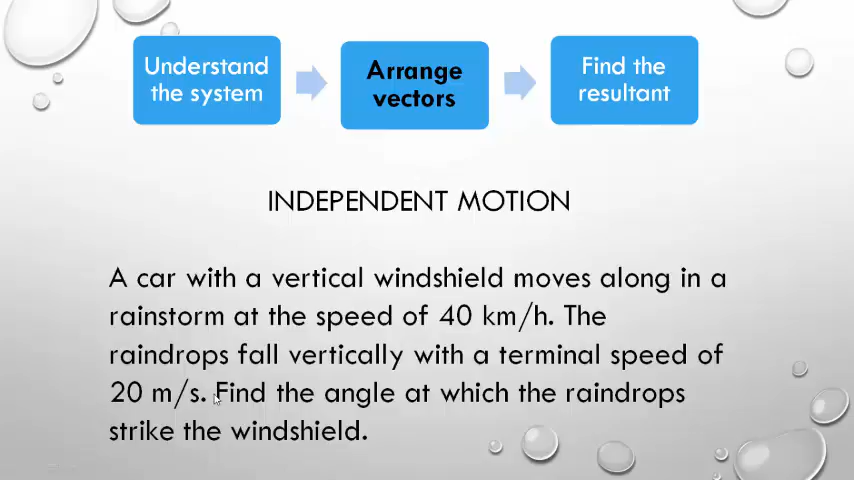 Understand
the system
Arrange
vectors
Find the
resultant
INDEPENDENT MOTION
A car with a vertical windshield moves along in a
rainstorm at the speed of 40 km/h. The
raindrops fall vertically with a terminal speed of
20 m/s. Find the angle at which the raindrops
strike the windshield.